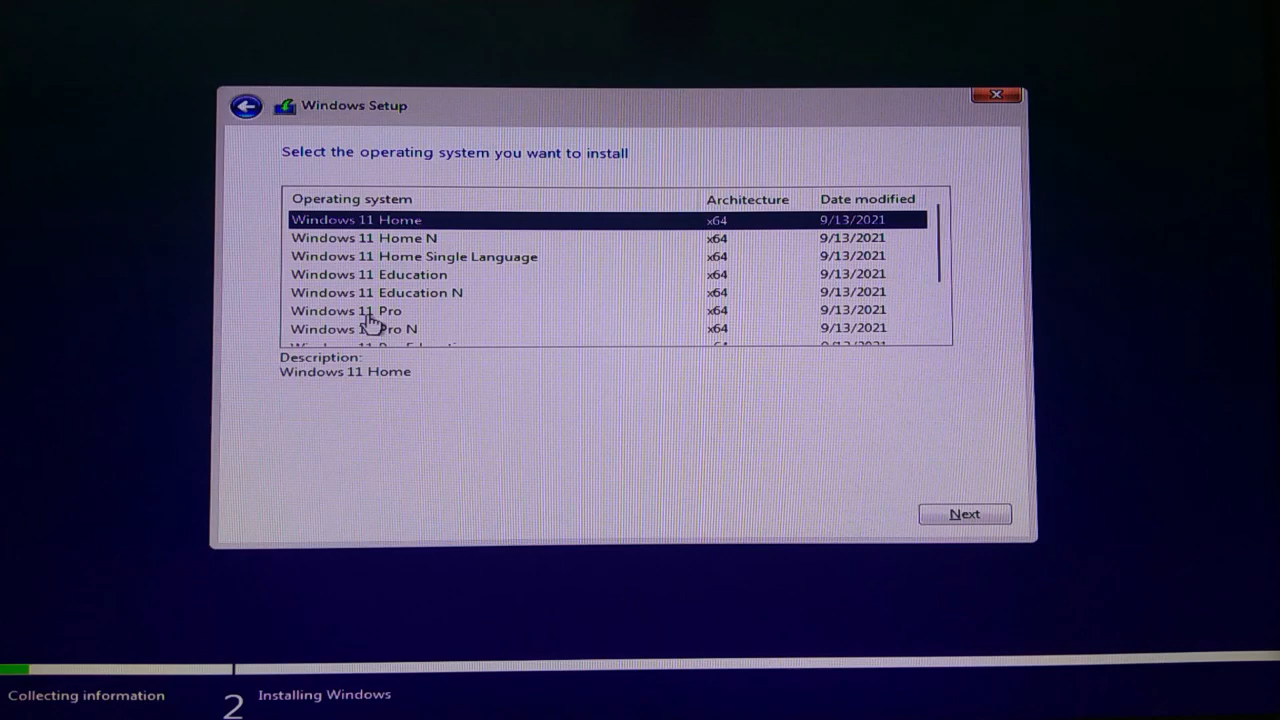 Windows Setup
Select the operating system you want to install
Operating system Architecture Date modified
Windows 11 Home x64 9/13/2021
Windows 11 Home N x64 9/13/2021
Windows 11 Home Single Language x64 9/13/2021
Windows 11 Education x64 9/13/2021
Windows 11 Education N x64 9/13/2021
Windows 11 Pro x64 9/13/2021
Windows 11 Pro N x64 9/13/2021
Description:
Windows 11 Home
Next
Collecting information 2 Installing Windows